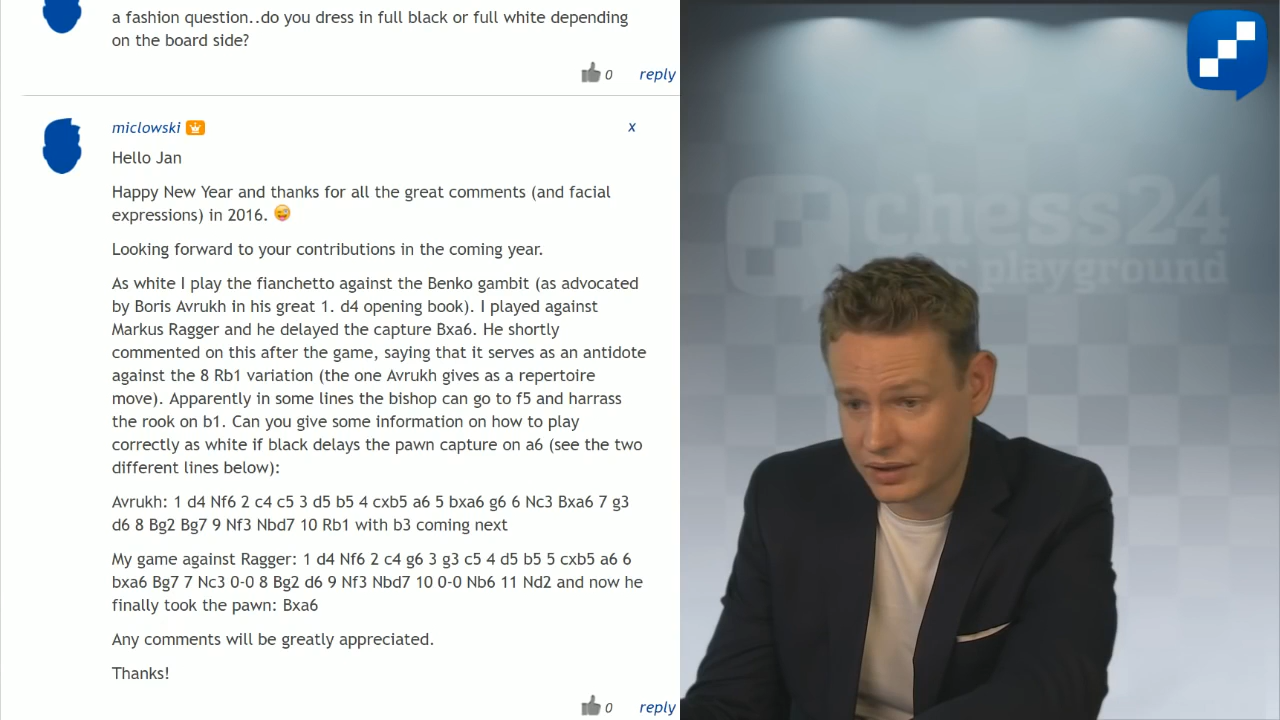 a fashion question..do you dress in full black or full white depending
on the board side?
0 reply
miclowski x
Hello Jan
Happy New Year and thanks for all the great comments (and facial
expressions) in 2016.
Looking forward to your contributions in the coming year.
As white I play the fianchetto against the Benko gambit (as advocated
by Boris Avrukh in his great 1. d4 opening book). I played against
Markus Ragger and he delayed the capture Bxa6. He shortly
commented on this after the game, saying that it serves as an antidote
against the 8 Rb1 variation (the one Avrukh gives as a repertoire
move). Apparently in some lines the bishop can go to f5 and harrass
the rook on b1. Can you give some information on how to play
correctly as white if black delays the pawn capture on a6 (see the two
different lines below):
Avrukh: 1 d4 Nf6 2 c4 c5 3 d5 b5 4 cxb5 a6 5 bxa6 g6 6 Nc3 Bxa6 7 g3
d6 8 Bg2 Bg7 9 Nf3 Nbd7 10 Rb1 with b3 coming next
My game against Ragger: 1 d4 Nf6 2 c4 g6 3 g3 c5 4 d5 b5 5 cxb5 a6 6
bxa6 Bg7 7 Nc3 0-0 8 Bg2 d6 9 Nf3 Nbd7 10 0-0 Nb6 11 Nd2 and now he
finally took the pawn: Bxa6
Any comments will be greatly appreciated.
Thanks!
0 reply
chess24
playground